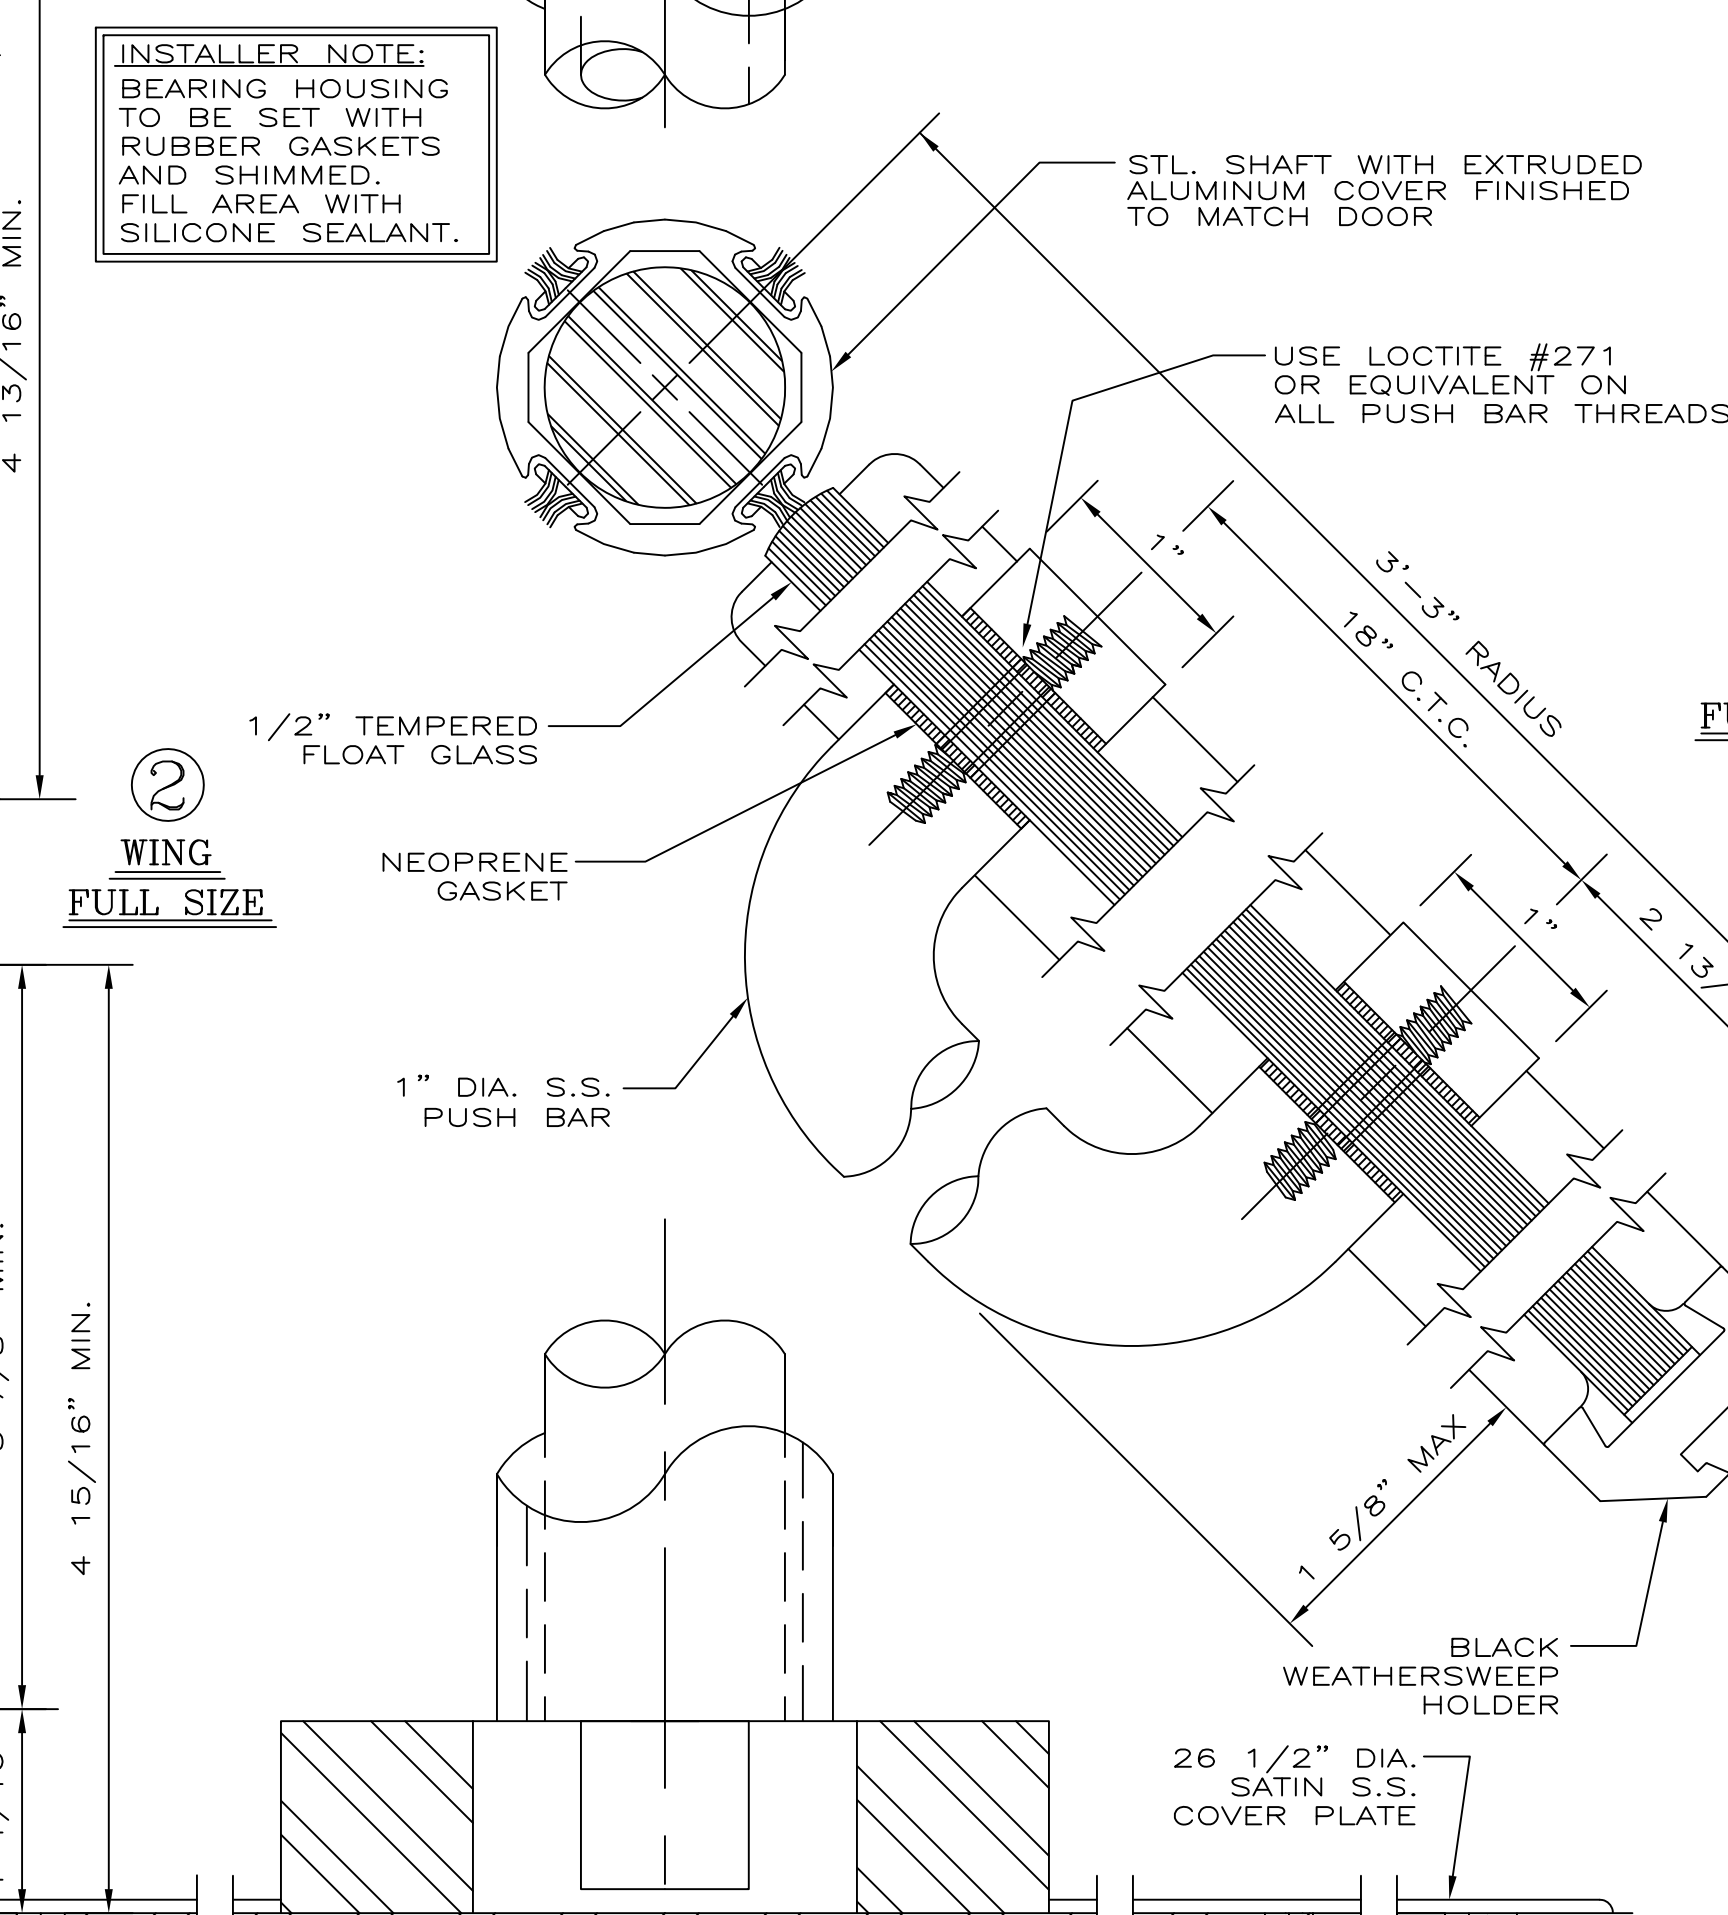 INSTALLER NOTE:
BEARING HOUSING
TO BE SET WITH
RUBBER GASKETS
AND SHIMMED.
FILL AREA WITH
SILICONE SEALANT.
4 13/16" MIN.
STL. SHAFT WITH EXTRUDED
ALUMINUM COVER FINISHED
TO MATCH DOOR
USE LOCTITE #271
OR EQUIVALENT ON
ALL PUSH BAR THREADS
1"
18" C.T.C.
3'-3" RADIUS
1/2" TEMPERED
FLOAT GLASS
2
WING
FULL SIZE
NEOPRENE
GASKET
1"
2 13/
1" DIA. S.S.
PUSH BAR
MIN.
4 15/16" MIN.
1 5/8" MAX
BLACK
WEATHERSWEEP
HOLDER
26 1/2" DIA.
SATIN S.S.
COVER PLATE